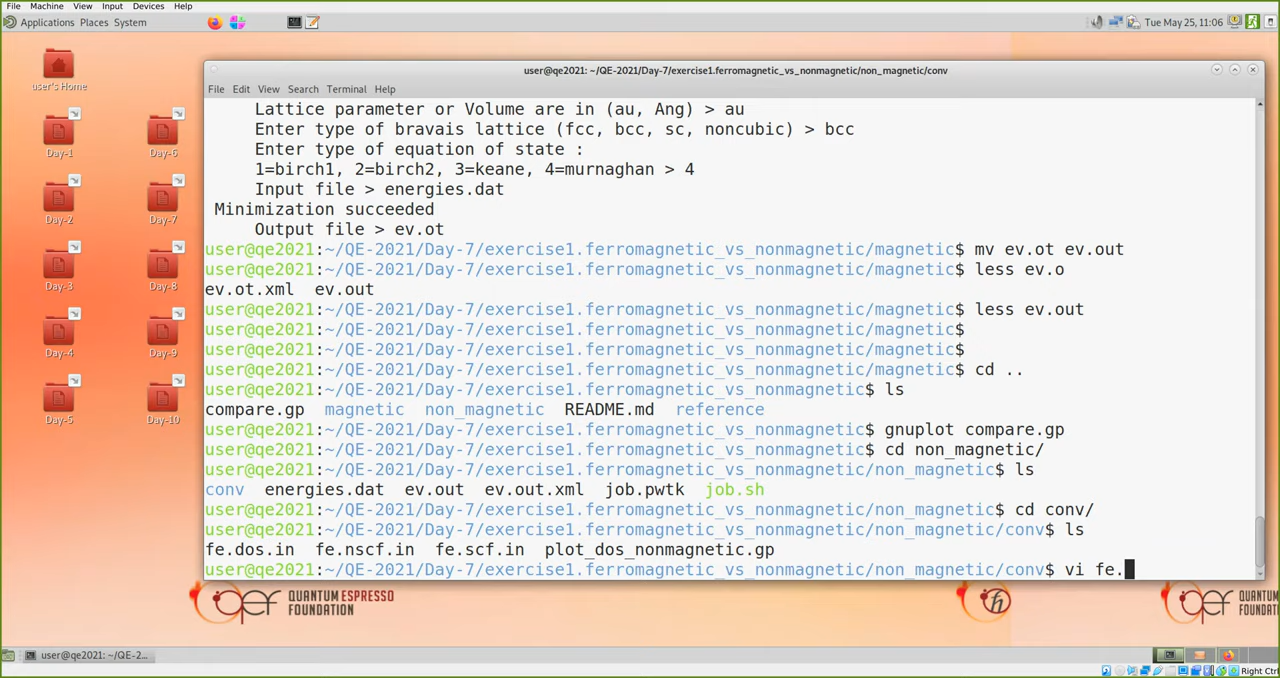 File Machine View Input Devices Help
Applications Places System
Tue May 25, 11:06
user's Home
Day-1
Day-6
Day-2
Day-7
Day-3
Day-8
Day-4
Day-9
Day-5
Day-10
user@qe2021: ~/QE-2021/Day-7/exercise1.ferromagnetic_vs_nonmagnetic/non_magnetic/conv
File Edit View Search Terminal Help
Lattice parameter or Volume are in (au, Ang) > au
Enter type of bravais lattice (fcc, bcc, sc, noncubic) > bcc
Enter type of equation of state :
1=birch1, 2=birch2, 3=keane, 4=murnaghan > 4
Input file > energies.dat
Minimization succeeded
Output file > ev.ot
user@qe2021:~/QE-2021/Day-7/exercise1.ferromagnetic_vs_nonmagnetic/magnetic$ mv ev.ot ev.out
user@qe2021:~/QE-2021/Day-7/exercise1.ferromagnetic_vs_nonmagnetic/magnetic$ less ev.o
ev.ot.xml ev.out
user@qe2021:~/QE-2021/Day-7/exercise1.ferromagnetic_vs_nonmagnetic/magnetic$ less ev.out
user@qe2021:~/QE-2021/Day-7/exercise1.ferromagnetic_vs_nonmagnetic/magnetic$
user@qe2021:~/QE-2021/Day-7/exercise1.ferromagnetic_vs_nonmagnetic/magnetic$
user@qe2021:~/QE-2021/Day-7/exercise1.ferromagnetic_vs_nonmagnetic/magnetic$ cd ..
user@qe2021:~/QE-2021/Day-7/exercise1.ferromagnetic_vs_nonmagnetic$ ls
compare.gp magnetic non_magnetic README.md reference
user@qe2021:~/QE-2021/Day-7/exercise1.ferromagnetic_vs_nonmagnetic$ gnuplot compare.gp
user@qe2021:~/QE-2021/Day-7/exercise1.ferromagnetic_vs_nonmagnetic$ cd non_magnetic/
user@qe2021:~/QE-2021/Day-7/exercise1.ferromagnetic_vs_nonmagnetic/non_magnetic$ ls
conv energies.dat ev.out ev.out.xml job.pwtk job.sh
user@qe2021:~/QE-2021/Day-7/exercise1.ferromagnetic_vs_nonmagnetic/non_magnetic$ cd conv/
user@qe2021:~/QE-2021/Day-7/exercise1.ferromagnetic_vs_nonmagnetic/non_magnetic/conv$ ls
fe.dos.in fe.nscf.in fe.scf.in plot_dos_nonmagnetic.gp
user@qe2021:~/QE-2021/Day-7/exercise1.ferromagnetic_vs_nonmagnetic/non_magnetic/conv$ vi fe.
QUANTUM ESPRESSO
FOUNDATION
QUANTUM
FOUNDA
user@qe2021: ~/QE-2...
Right Ctrl